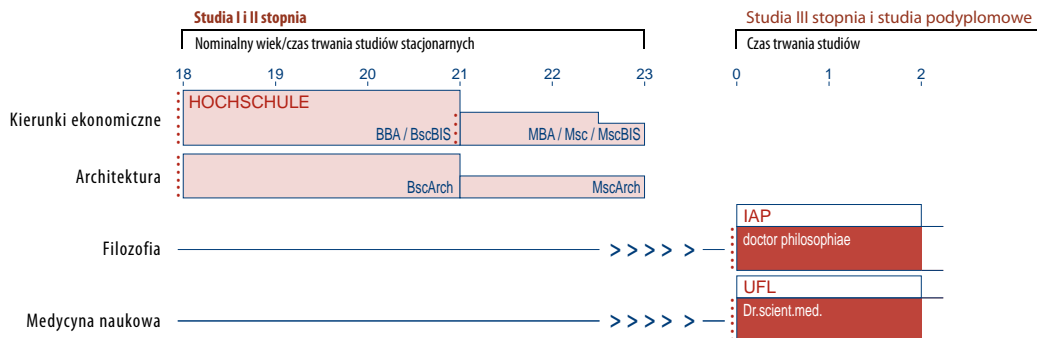 Studia I i II stopnia
Studia III stopnia i studia podyplomowe
Nominalny wiek/czas trwania studiów stacjonarnych
Czas trwania studiów
18 19 20 21 22 23 0 1 2
HOCHSCHULE
Kierunki ekonomiczne
BBA / BscBIS MBA / Msc / MscBIS
Architektura
BscArch MscArch
IAP
Filozofia
doctor philosophiae
UFL
Medycyna naukowa
Dr.scient.med.